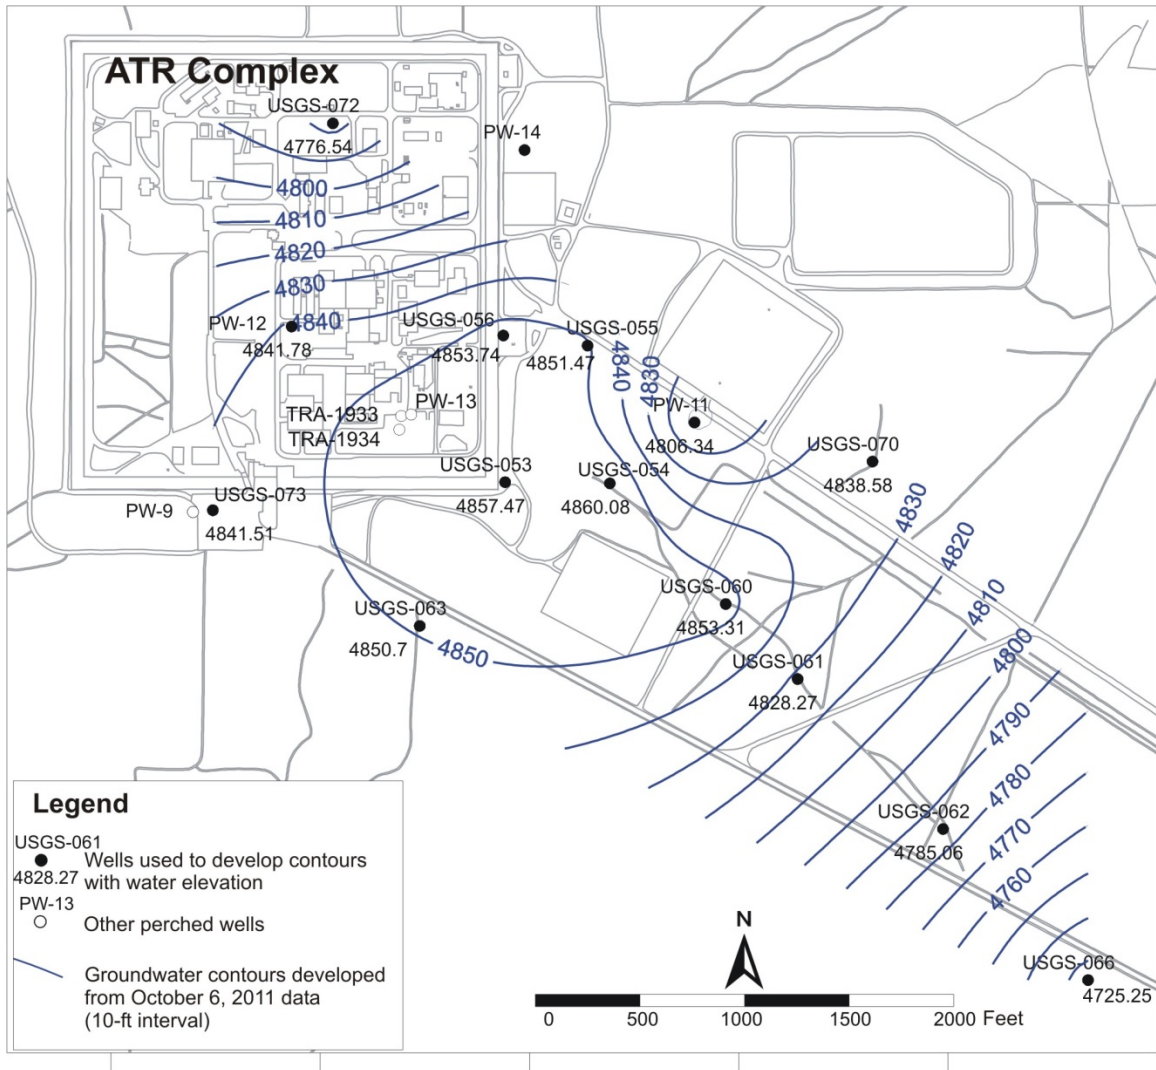 ATR Complex
USGS-072
4776.54
PW-14
4800
4810
4820
4830
4840
PW-12
4841.78
USGS-056
4853.74
USGS-055
4851.47
4840
4830
PW-11
4806.34
PW-13
TRA-1933
TRA-1934
USGS-070
4838.58
USGS-053
4857.47
USGS-054
4860.08
PW-9
USGS-073
4841.51
4830
4820
4810
4800
4790
4780
4770
4760
USGS-060
4853.31
USGS-063
4850.7
4850
USGS-061
4828.27
USGS-062
4785.06
USGS-066
4725.25
Legend
USGS-061
4828.27
Wells used to develop contours
with water elevation
PW-13
Other perched wells
Groundwater contours developed
from October 6, 2011 data
(10-ft interval)
N
0 500 1000 1500 2000 Feet